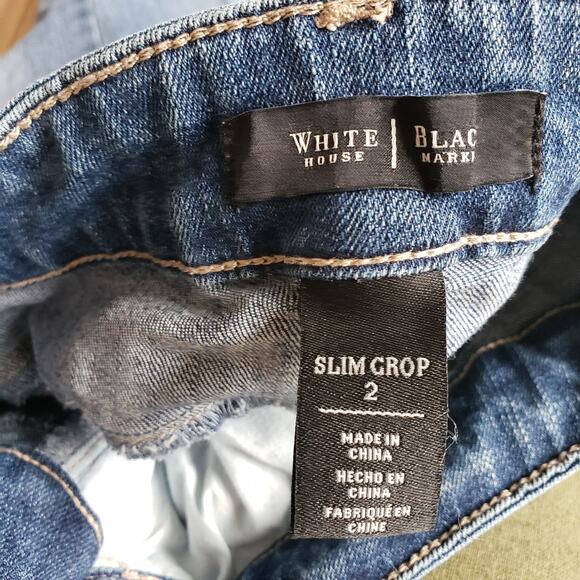 WHITE | BLAC
HOUSE MARK
SLIM CROP
2
MADE IN
CHINA
HECHO EN
CHINA
FABRIQUÉ EN
CHINE